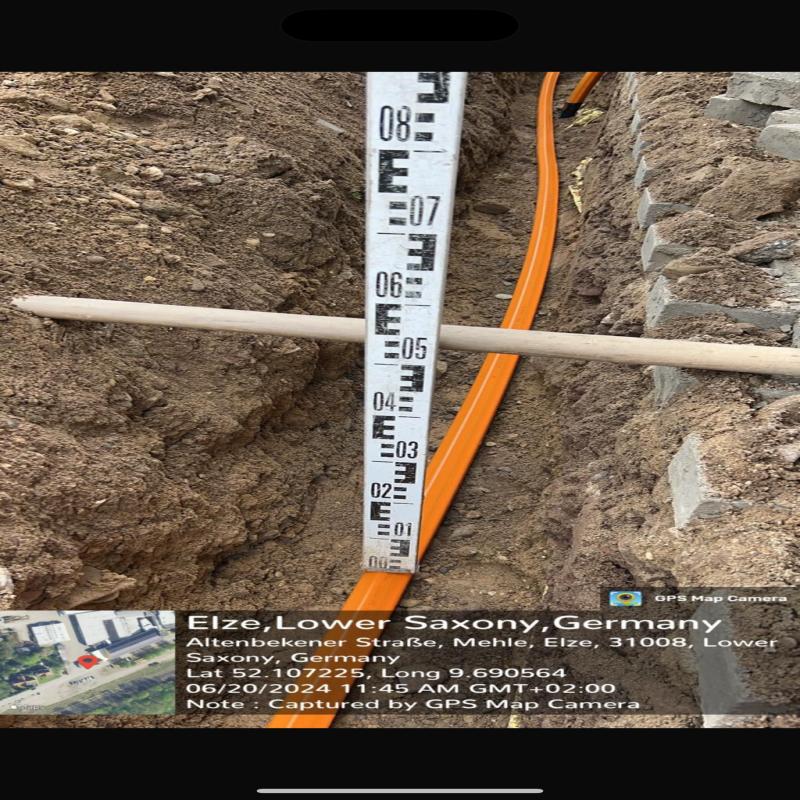 08
07
06
05
04
03
02
01
00
GPS Map Camera
Elze,Lower Saxony,Germany
Altenbekener Straße, Mehle, Elze, 31008, Lower
Saxony, Germany
Lat 52.107225, Long 9.690564
06/20/2024 11:45 AM GMT+02:00
Note : Captured by GPS Map Camera